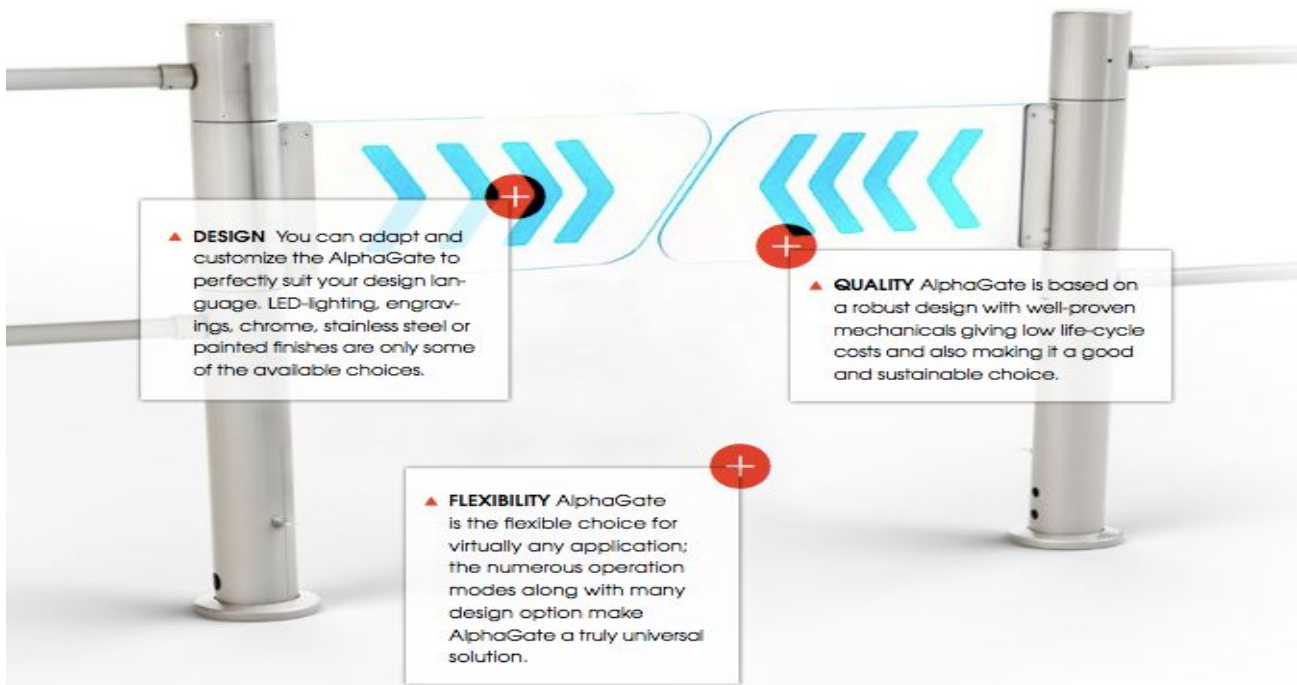 DESIGN You can adapt and
customize the AlphaGate to
perfectly suit your design lan-
guage. LED-lighting, engrav-
ings, chrome, stainless steel or
painted finishes are only some
of the available choices.
QUALITY AlphaGate is based on
a robust design with well-proven
mechanicals giving low life-cycle
costs and also making it a good
and sustainable choice.
FLEXIBILITY AlphaGate
is the flexible choice for
virtually any application;
the numerous operation
modes along with many
design option make
AlphaGate a truly universal
solution.